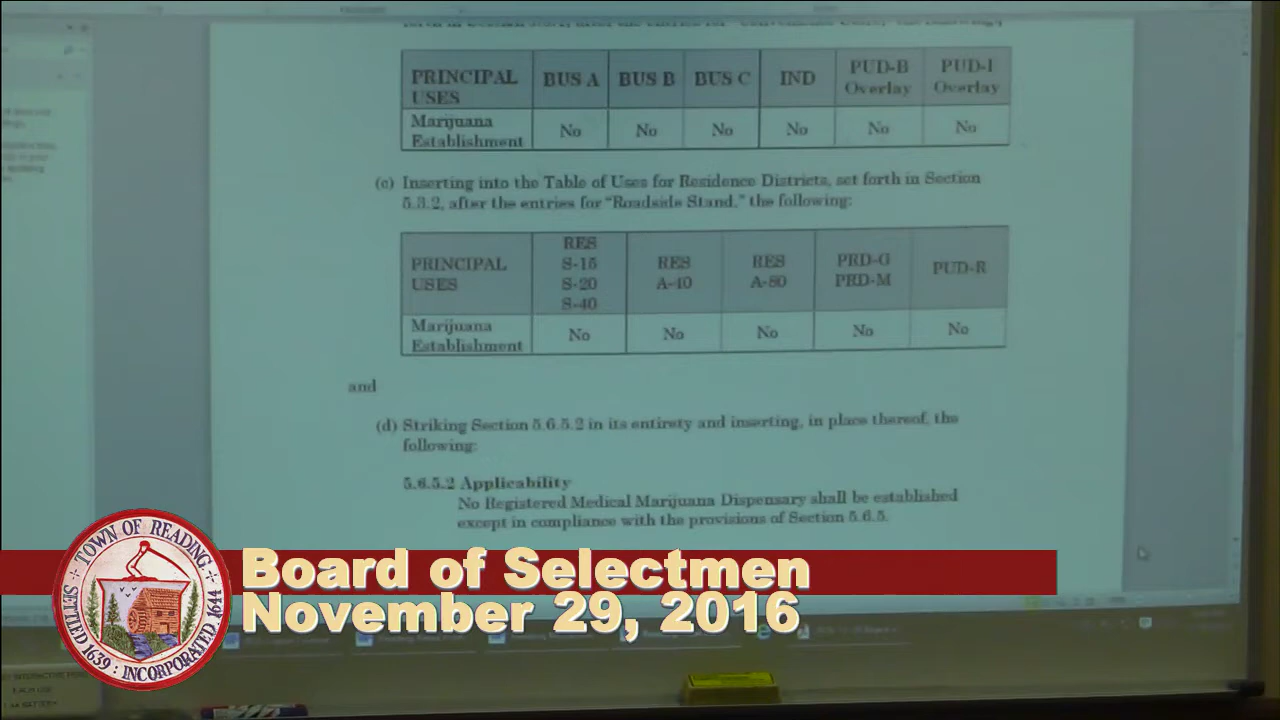 PRINCIPAL USES BUS A BUS B BUS C IND PUD-B Overlay PUD-I Overlay
Marijuana Establishment No No No No No No
(c) Inserting into the Table of Uses for Residence Districts, set forth in Section
5.3.2, after the entries for “Roadside Stand,” the following:
PRINCIPAL USES RES S-15 S-20 S-40 RES A-40 RES A-80 PRD-G PRD-M PUD-R
Marijuana Establishment No No No No No
and
(d) Striking Section 5.6.5.2 in its entirety and inserting, in place thereof, the
following:
5.6.5.2 Applicability
No Registered Medical Marijuana Dispensary shall be established
except in compliance with the provisions of Section 5.6.5.
TOWN OF READING
SETTLED 1639 : INCORPORATED 1644
Board of Selectmen
November 29, 2016